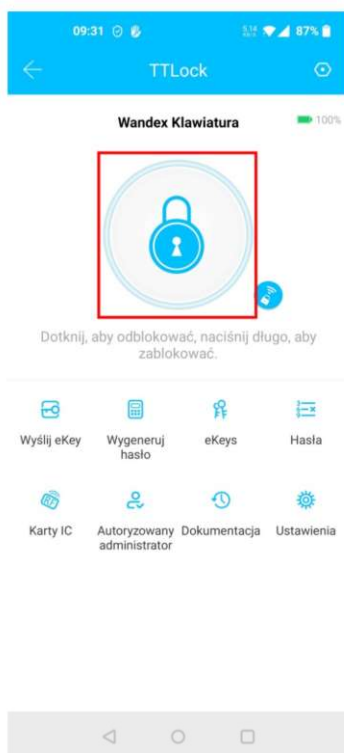 09:31 87%
TTLock
Wandex Klawiatura 100%
Dotknij, aby odblokować, naciśnij długo, aby
zablokować.
Wyślij eKey Wygeneruj eKeys Hasła
hasło
Karty IC Autoryzowany Dokumentacja Ustawienia
administrator